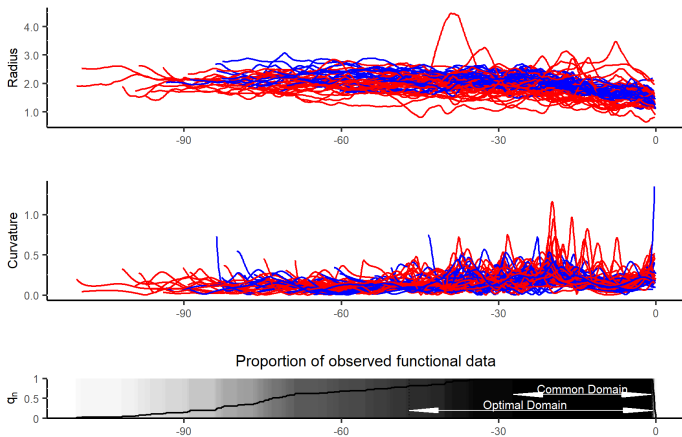 Radius
4.0
3.0
2.0
1.0
-90 -60 -30 0
Curvature
1.0
0.5
0.0
-90 -60 -30 0
Proportion of observed functional data
qn
1
0.5
0
Common Domain
Optimal Domain
-90 -60 -30 0